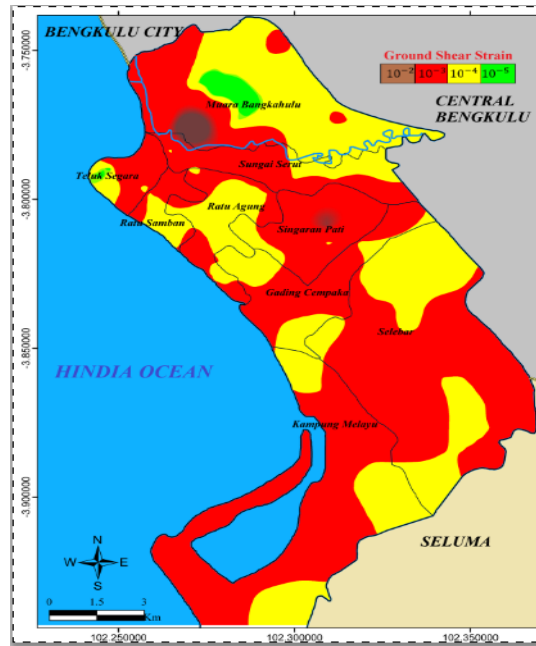 BENGKULU CITY
Ground Shear Strain
10⁻² 10⁻³ 10⁻⁴ 10⁻⁵
CENTRAL
BENGKULU
Muara Bangkahulu
Sungai Serut
Teluk Segara
Ratu Agung
Ratu Samban
Singaran Pati
Gading Cempaka
Selebar
HINDIA OCEAN
Kampung Melayu
SELUMA
N
W E
S
0 1.5 3
Km
-3.750000
-3.800000
-3.850000
-3.900000
102.250000 102.300000 102.350000